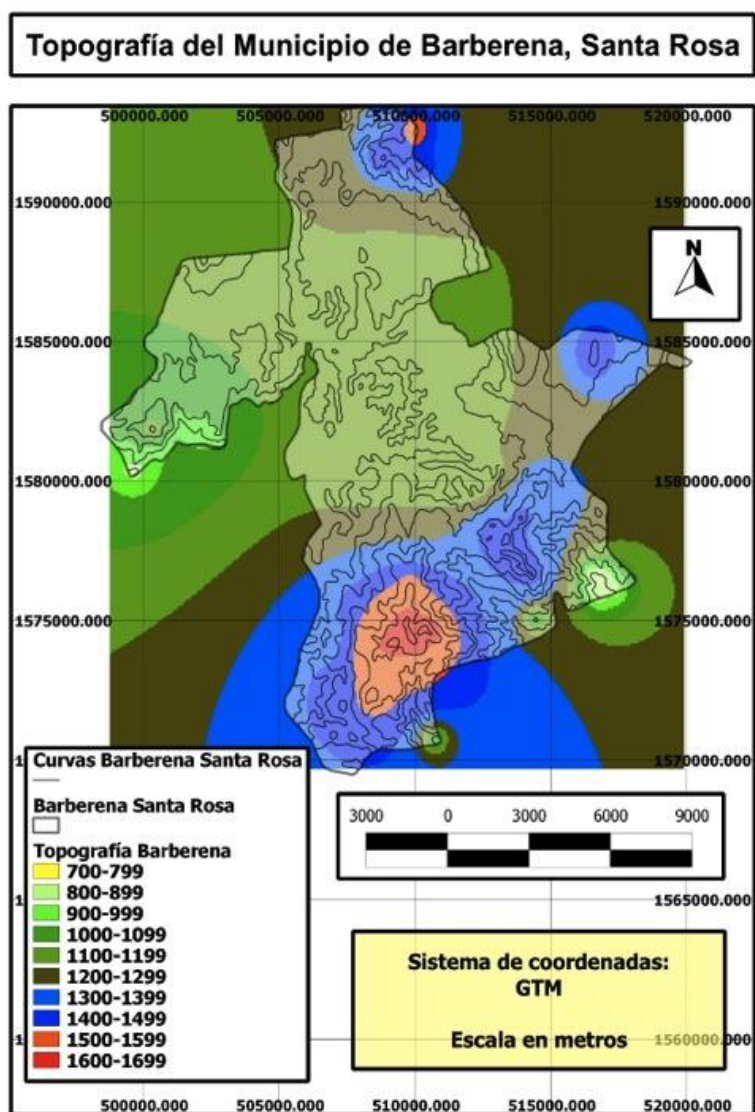 Topografía del Municipio de Barberena, Santa Rosa
500000.000 505000.000 510000.000 515000.000 520000.000
1590000.000 1590000.000
N
1585000.000 1585000.000
1580000.000 1580000.000
1575000.000 1575000.000
1570000.000
Curvas Barberena Santa Rosa
Barberena Santa Rosa
Topografía Barberena
700-799
800-899
900-999
1000-1099
1100-1199
1200-1299
1300-1399
1400-1499
1500-1599
1600-1699
3000 0 3000 6000 9000
1565000.000
Sistema de coordenadas:
GTM
Escala en metros
1560000.000
500000.000 505000.000 510000.000 515000.000 520000.000